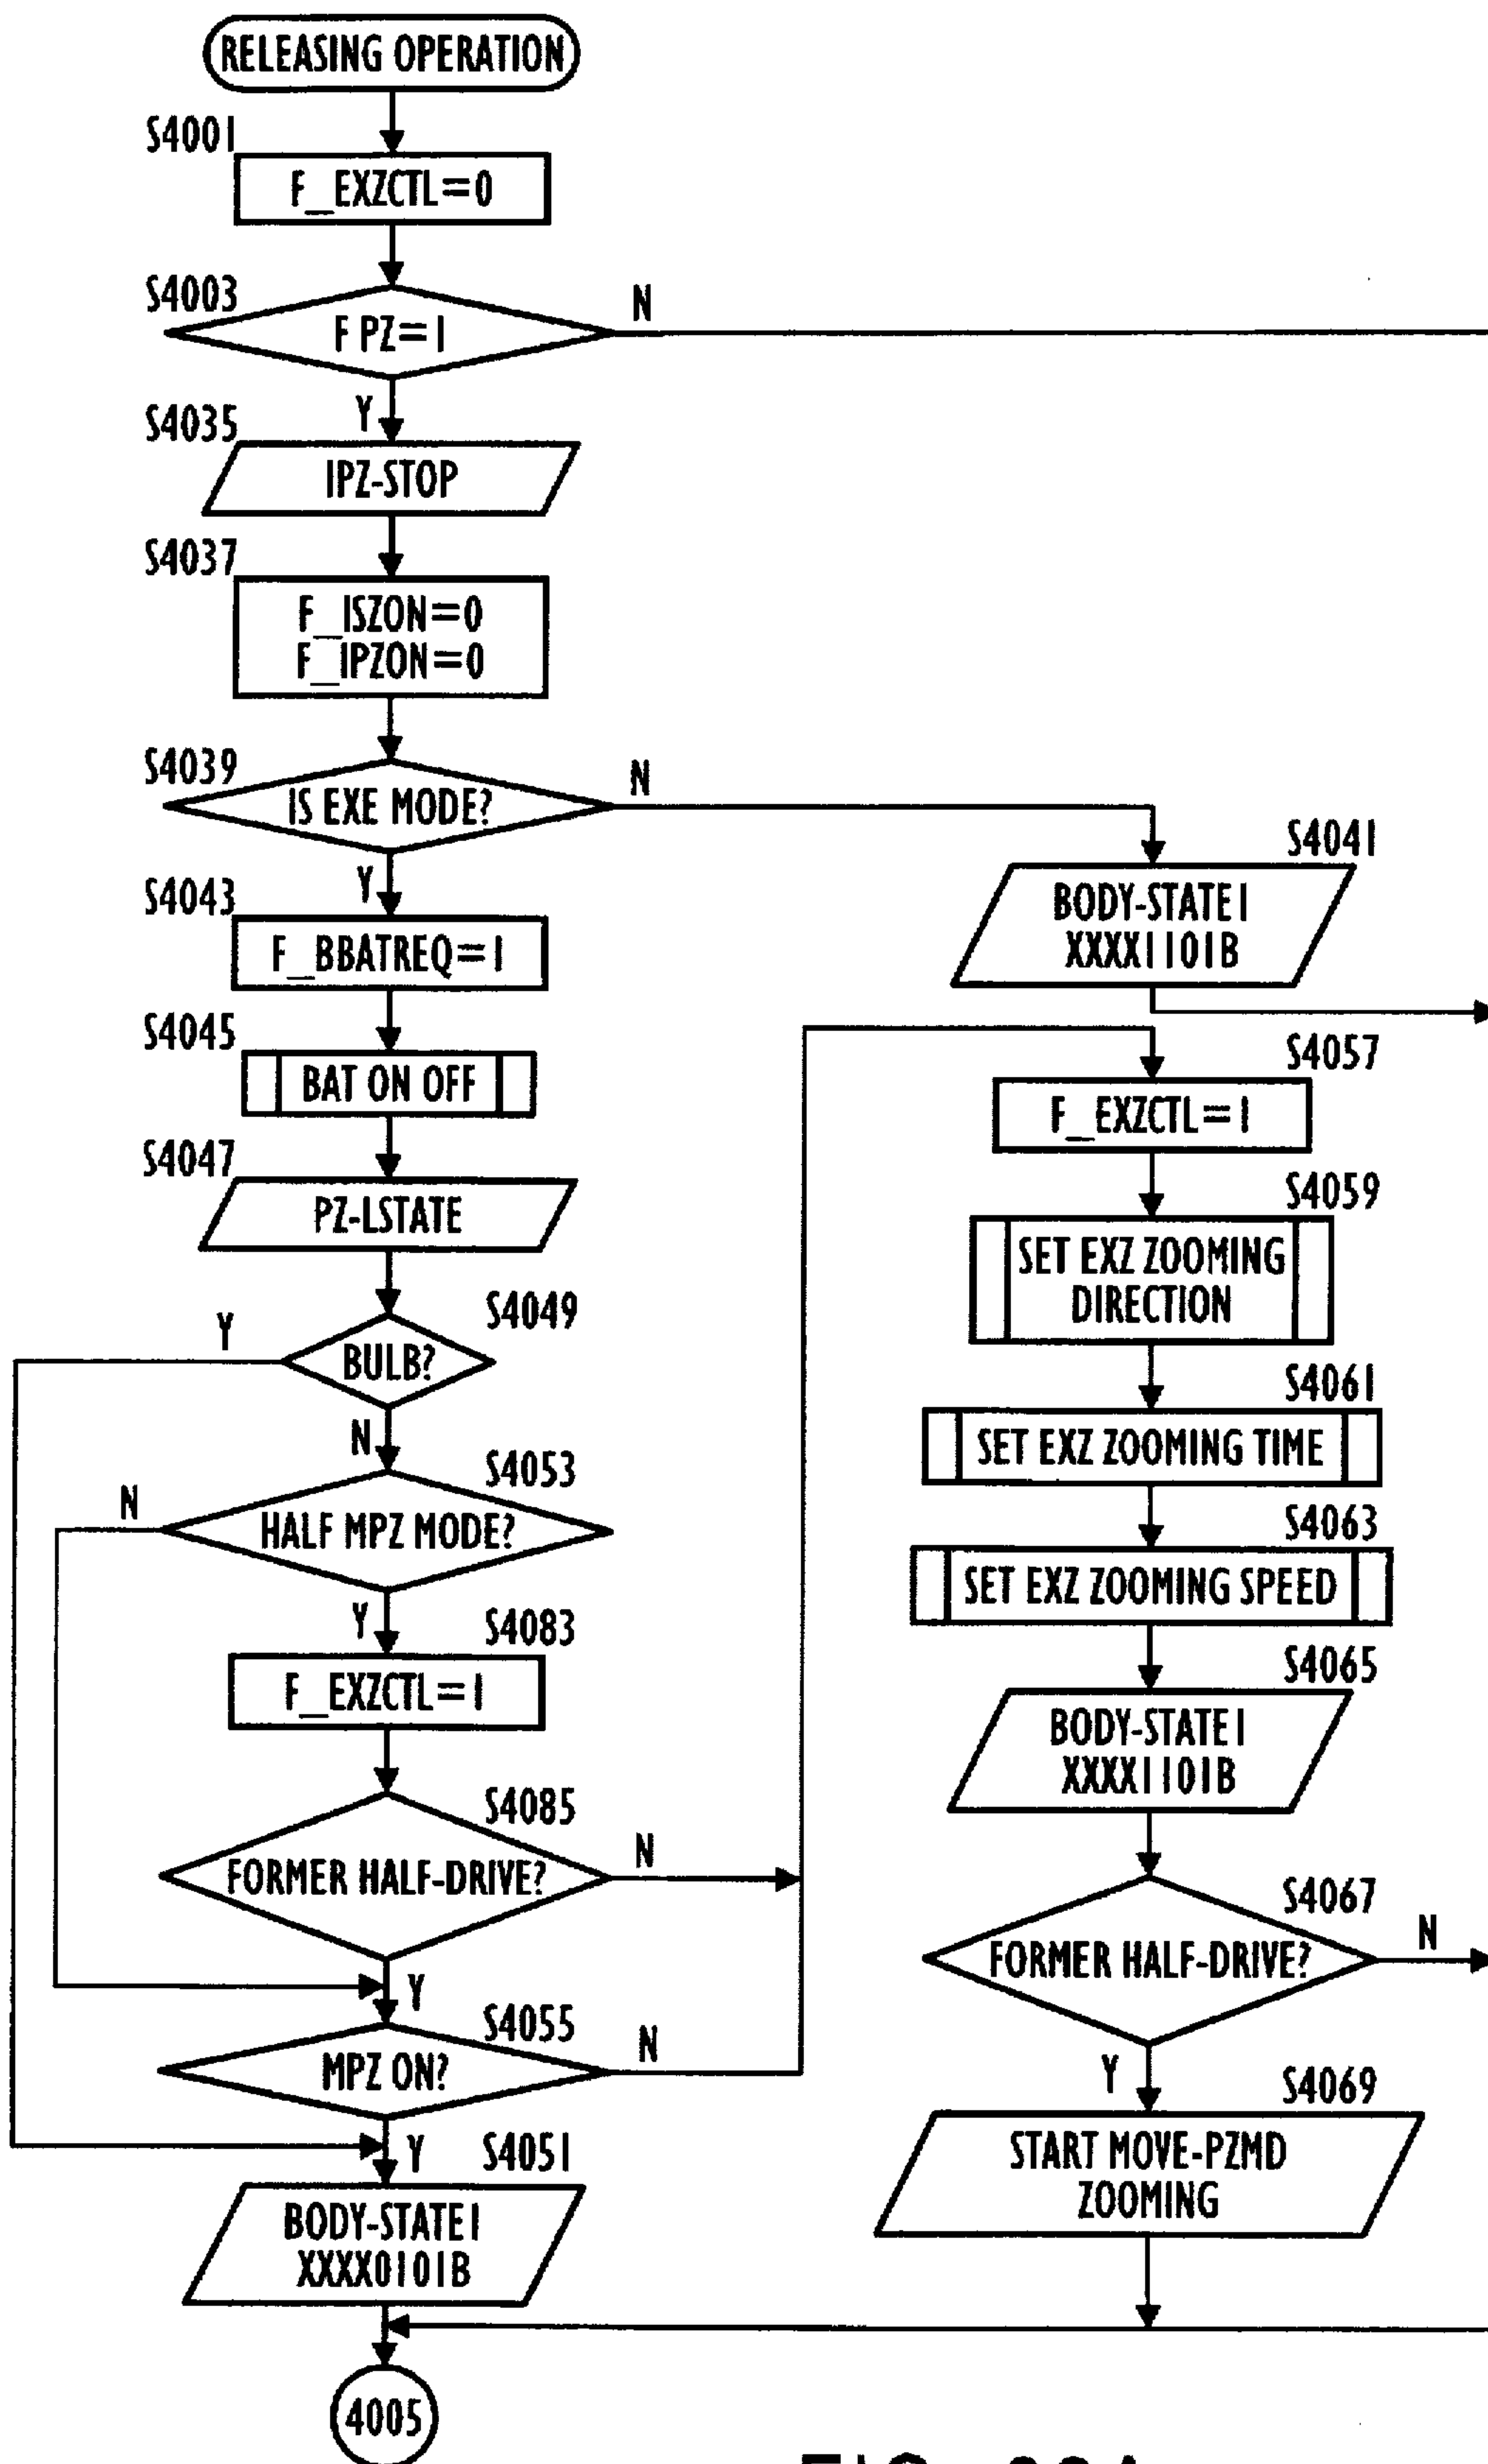 RELEASING OPERATION
S4001
F_EXZCTL=0
S4003
F PZ=1
N
Y
S4035
IPZ-STOP
S4037
F_ISZON=0
F_IPZON=0
S4039
IS EXE MODE?
N
Y
S4041
BODY-STATE1
XXXX1101B
S4043
F_BBATREQ=1
S4045
BAT ON OFF
S4047
PZ-LSTATE
S4049
BULB?
Y
N
S4053
HALF MPZ MODE?
N
Y
S4083
F_EXZCTL=1
S4085
FORMER HALF-DRIVE?
N
Y
S4055
MPZ ON?
N
Y
S4051
BODY-STATE1
XXXX0101B
4005
S4057
F_EXZCTL=1
S4059
SET EXZ ZOOMING
DIRECTION
S4061
SET EXZ ZOOMING TIME
S4063
SET EXZ ZOOMING SPEED
S4065
BODY-STATE1
XXXX1101B
S4067
FORMER HALF-DRIVE?
N
Y
S4069
START MOVE-PZMD
ZOOMING